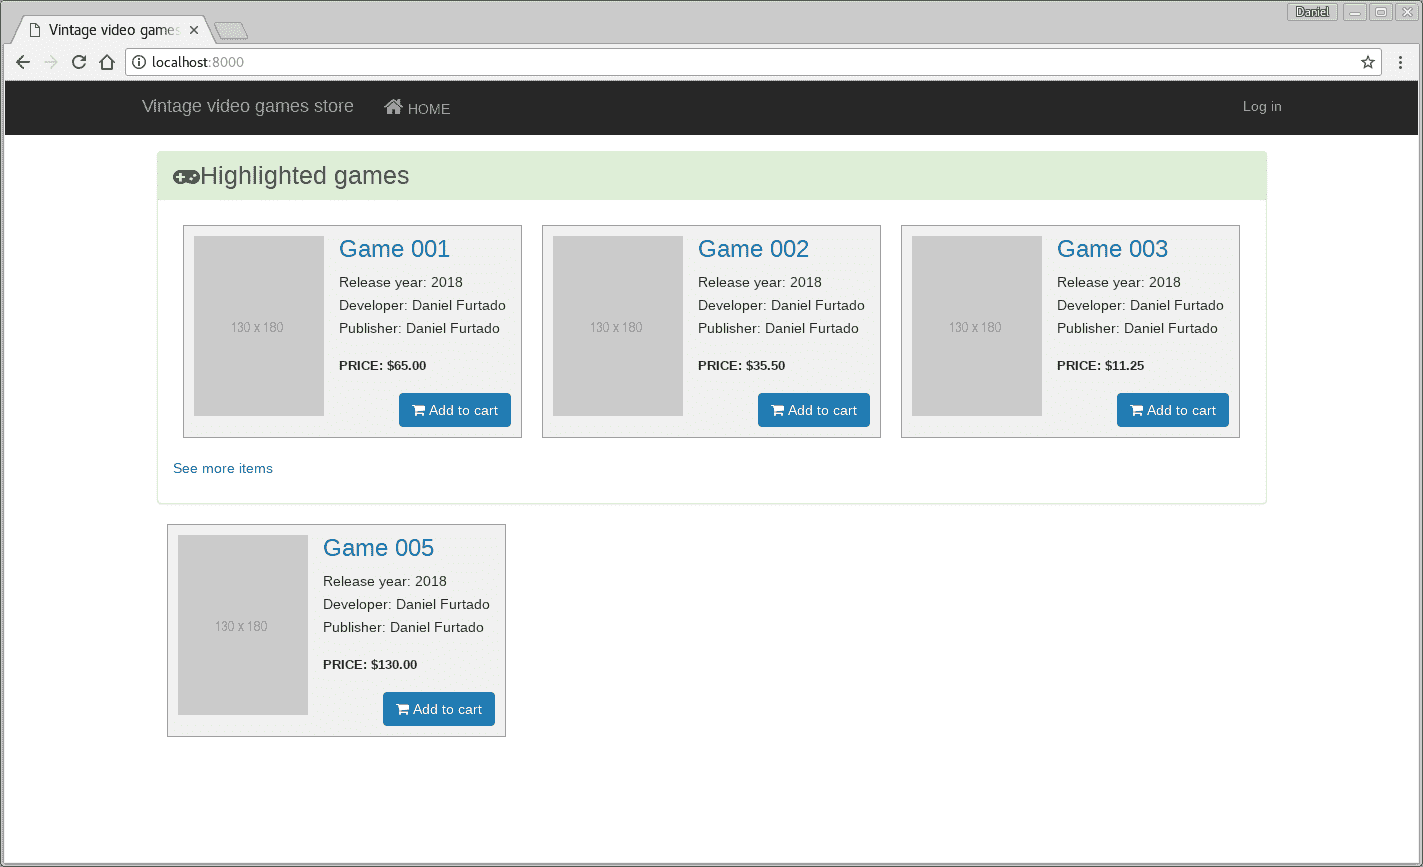 Daniel
Vintage video games
localhost:8000
Vintage video games store HOME Log in
Highlighted games
Game 001
Release year: 2018
Developer: Daniel Furtado
Publisher: Daniel Furtado
PRICE: $65.00
Add to cart
130 x 180
Game 002
Release year: 2018
Developer: Daniel Furtado
Publisher: Daniel Furtado
PRICE: $35.50
Add to cart
130 x 180
Game 003
Release year: 2018
Developer: Daniel Furtado
Publisher: Daniel Furtado
PRICE: $11.25
Add to cart
130 x 180
See more items
Game 005
Release year: 2018
Developer: Daniel Furtado
Publisher: Daniel Furtado
PRICE: $130.00
Add to cart
130 x 180